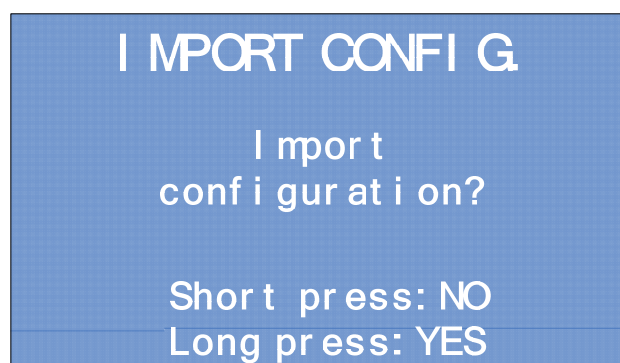 IMPORT CONFIG.
Import
configuration?
Short press: NO
Long press: YES